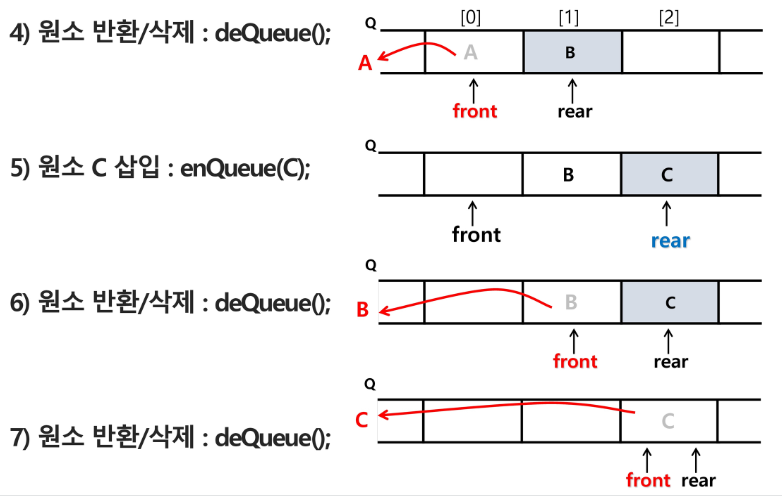 Q [0] [1] [2]
4) 원소 반환/삭제 : deQueue();
A A B
front rear
Q
5) 원소 C 삽입 : enQueue(C);
B C
front rear
Q
6) 원소 반환/삭제 : deQueue();
B B C
front rear
Q
7) 원소 반환/삭제 : deQueue();
C C
front rear